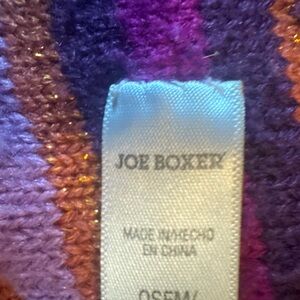 JOE BOXER
MADE IN/HECHO
EN CHINA
OSFM/